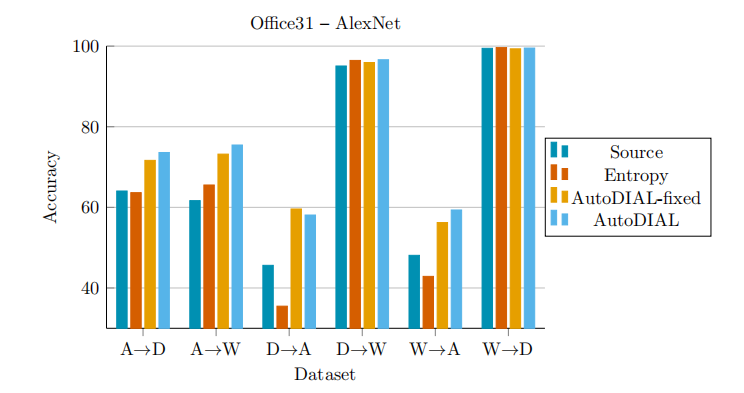 Office31 – AlexNet
100
80
60
40
Accuracy
A→D A→W D→A D→W W→A W→D
Dataset
Source
Entropy
AutoDIAL-fixed
AutoDIAL